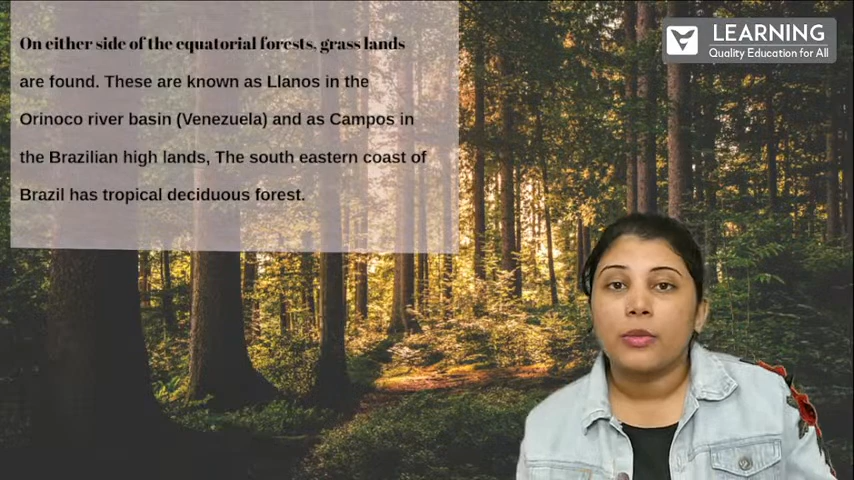 On either side of the equatorial forests, grass lands
are found. These are known as Llanos in the
Orinoco river basin (Venezuela) and as Campos in
the Brazilian high lands, The south eastern coast of
Brazil has tropical deciduous forest.
LEARNING
Quality Education for All